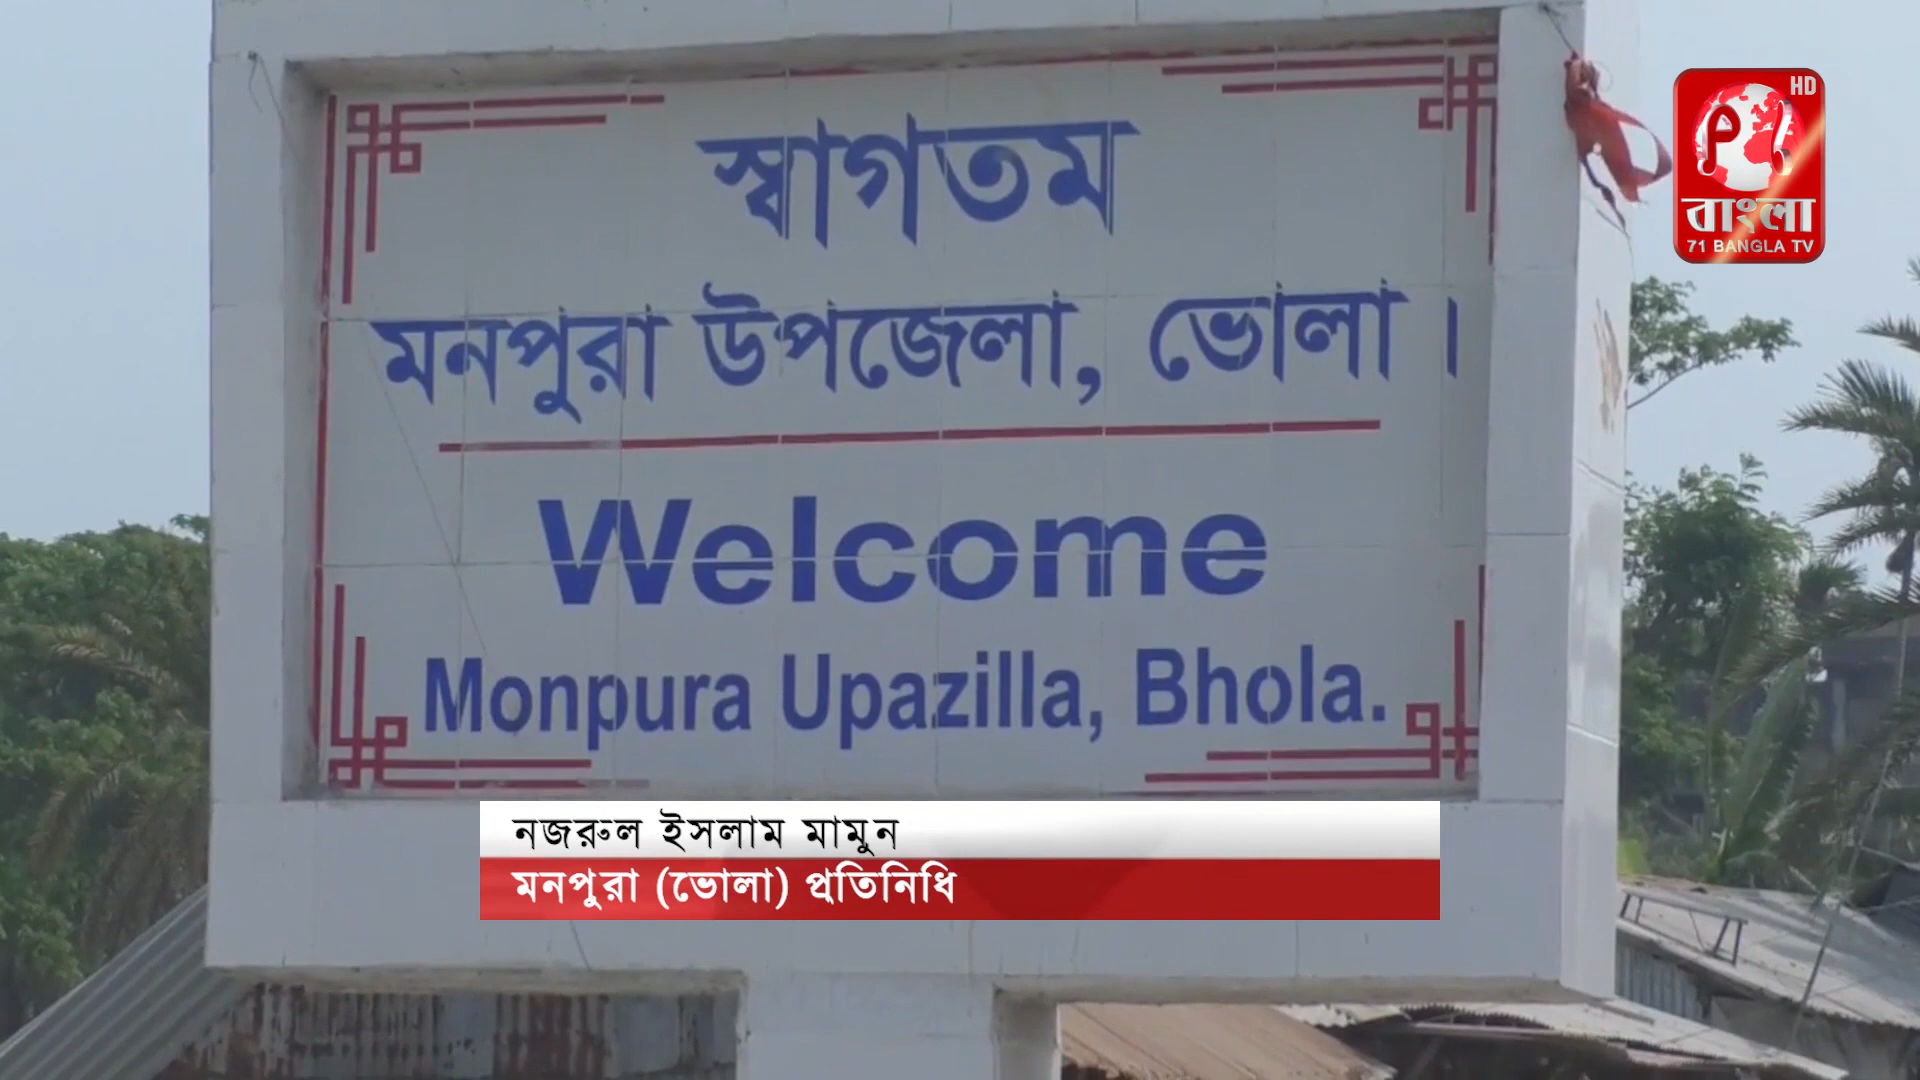 HD
বাংলা
71 BANGLA TV
স্বাগতম
মনপুরা উপজেলা, ভোলা।
Welcome
Monpura Upazilla, Bhola.
নজরুল ইসলাম মামুন
মনপুরা (ভোলা) প্রতিনিধি